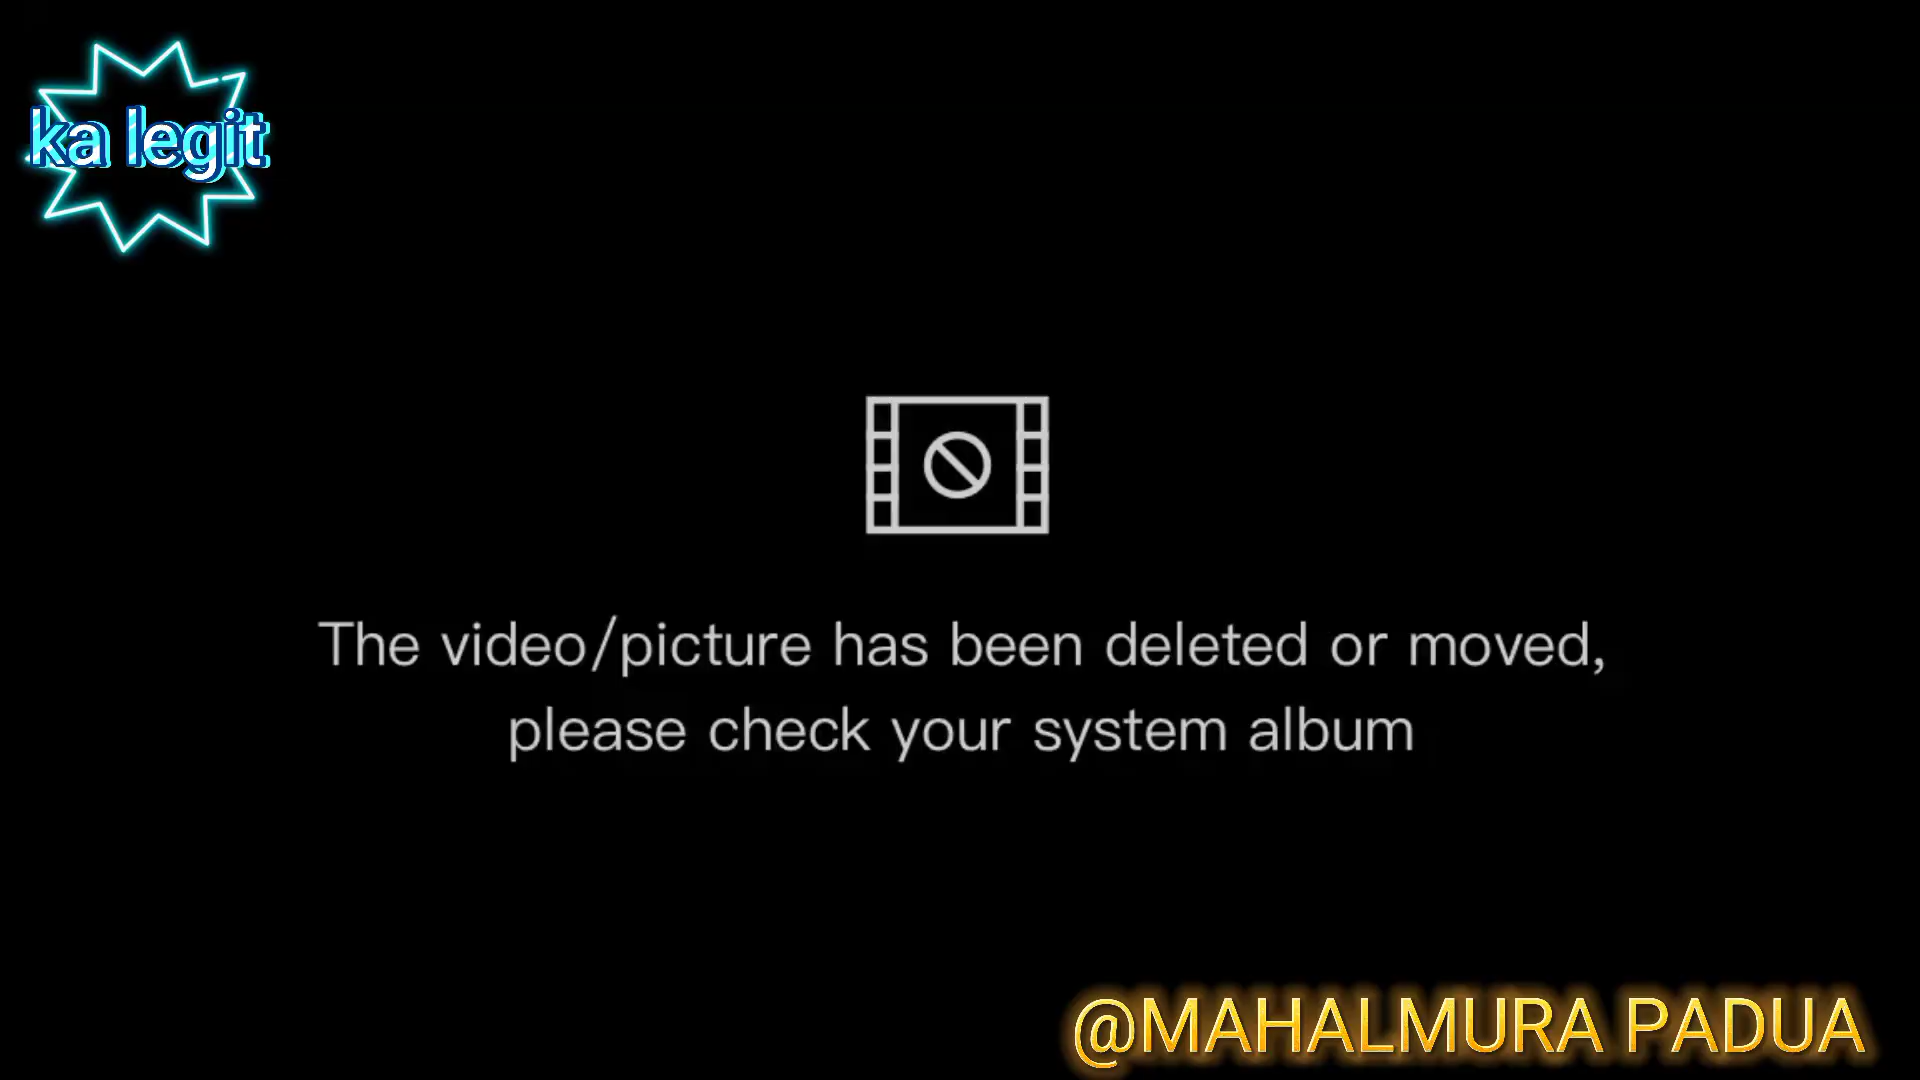 ka legit
The video/picture has been deleted or moved,
please check your system album
@MAHALMURA PADUA